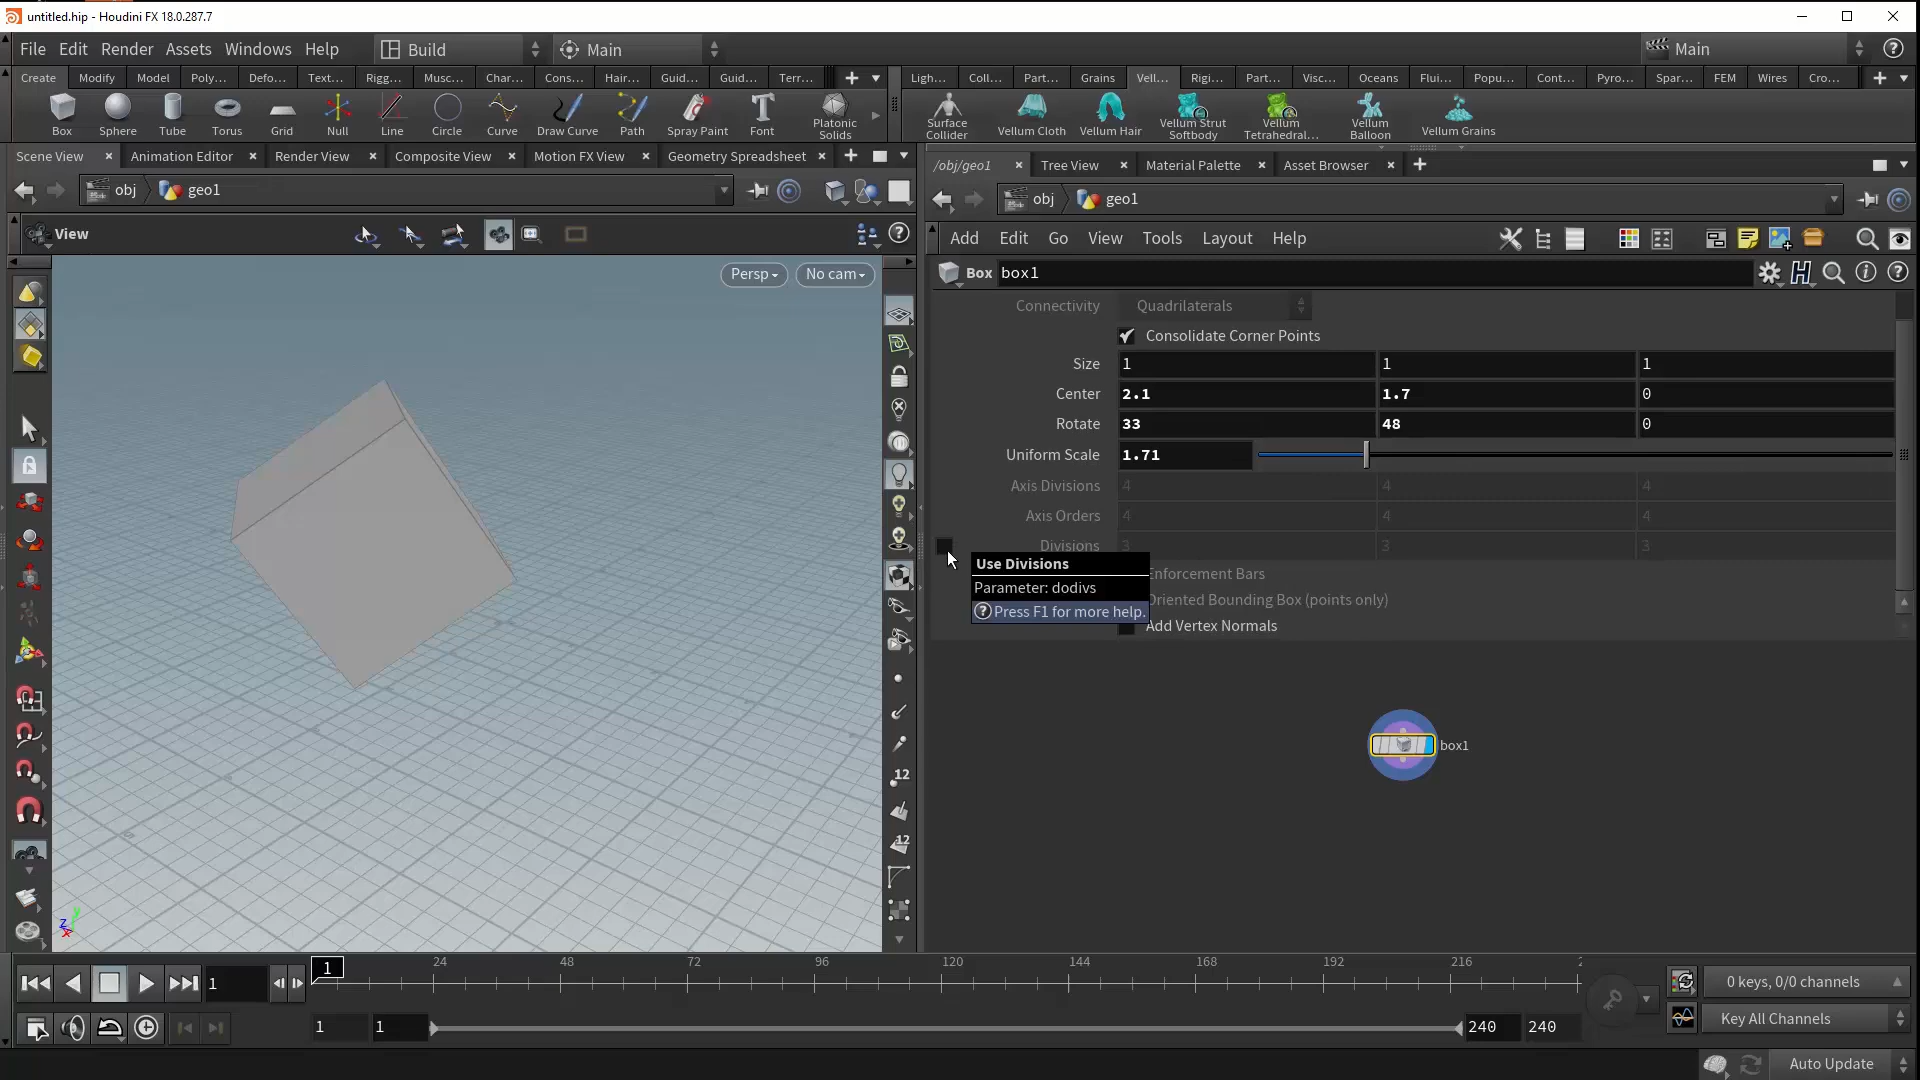 untitled.hip - Houdini FX 18.0.287.7
File Edit Render Assets Windows Help Build Main Main
Create Modify Model Poly... Defo... Text... Rigg... Musc... Char... Cons... Hair... Guid... Guid... Terr...
Ligh... Coll... Part... Grains Vell... Rigi... Part... Visc... Oceans Flui... Popu... Cont... Pyro... Spar... FEM Wires Cro...
Box Sphere Tube Torus Grid Null Line Circle Curve Draw Curve Path Spray Paint Font Platonic Solids
Surface Collider Vellum Cloth Vellum Hair Vellum Strut Softbody Vellum Tetrahedral... Vellum Balloon Vellum Grains
Scene View Animation Editor Render View Composite View Motion FX View Geometry Spreadsheet
/obj/geo1 Tree View Material Palette Asset Browser
obj geo1
obj geo1
View
Add Edit Go View Tools Layout Help
Persp No cam
Box box1
Connectivity Quadrilaterals
Consolidate Corner Points
Size 1 1 1
Center 2.1 1.7 0
Rotate 33 48 0
Uniform Scale 1.71
Axis Divisions 4 4 4
Axis Orders 4 4 4
Divisions 3 3 3
Use Divisions
Parameter: dodivs
Press F1 for more help.
Enforcement Bars
Oriented Bounding Box (points only)
Add Vertex Normals
box1
12
12
z y x
1 24 48 72 96 120 144 168 192 216 2
1
0 keys, 0/0 channels
1 1 240 240
Key All Channels
Auto Update